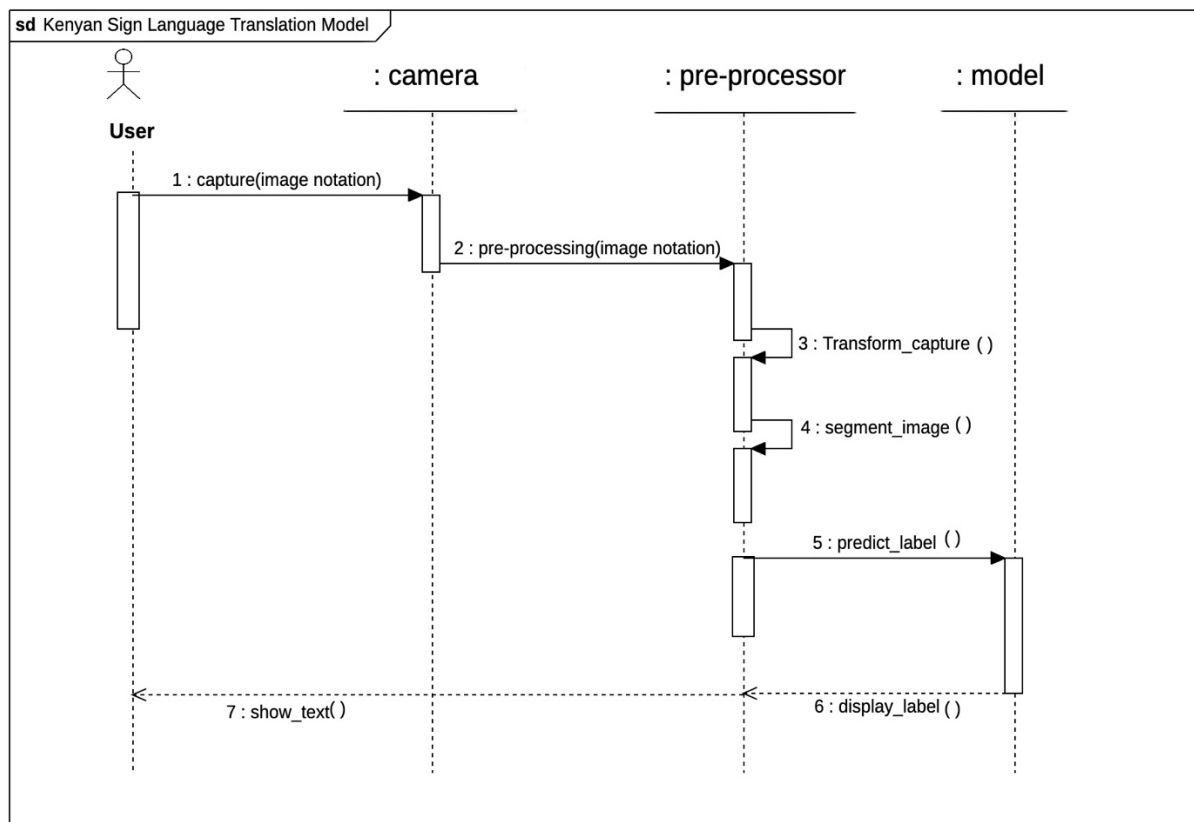 sd Kenyan Sign Language Translation Model
: camera
: pre-processor
: model
User
1 : capture(image notation)
2 : pre-processing(image notation)
3 : Transform_capture ( )
4 : segment_image ( )
5 : predict_label ( )
6 : display_label ( )
7 : show_text( )